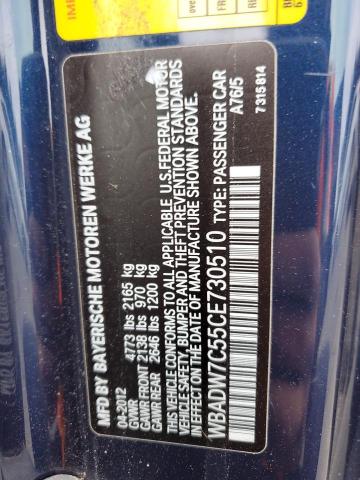 MFD BY BAYERISCHE MOTOREN WERKE AG
04-2012
GVWR 4773 lbs 2165 kg
GAWR FRONT 2138 lbs 970 kg
GAWR REAR 2646 lbs 1200 kg
THIS VEHICLE CONFORMS TO ALL APPLICABLE U.S. FEDERAL MOTOR
VEHICLE SAFETY, BUMPER AND THEFT PREVENTION STANDARDS
IN EFFECT ON THE DATE OF MANUFACTURE SHOWN ABOVE.
WBADW7C55CE730510 TYPE: PASSENGER CAR
A76/5
7315814